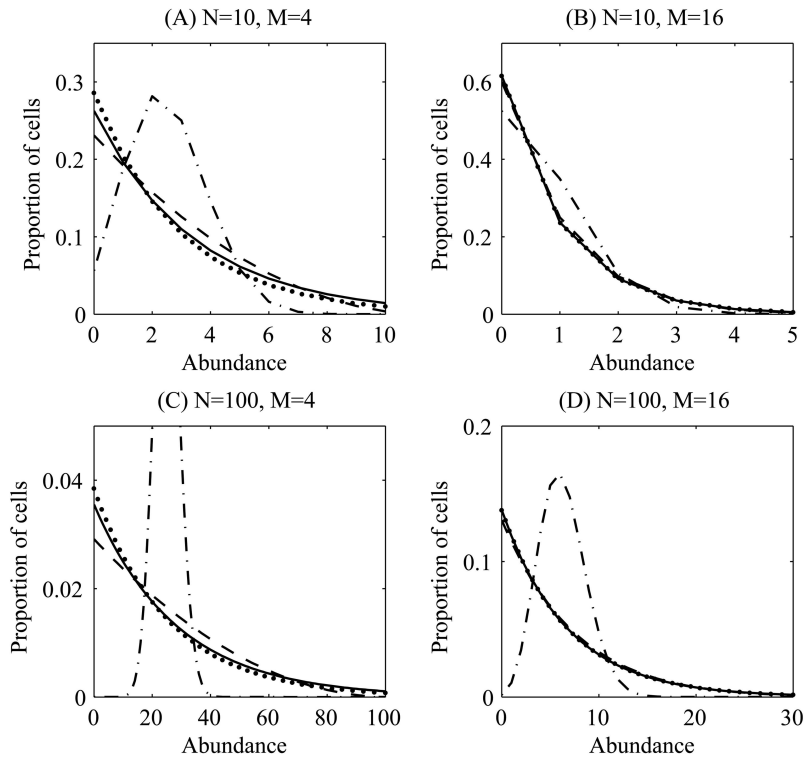 (A) N=10, M=4
(B) N=10, M=16
Proportion of cells
0.3
0.2
0.1
0
0 2 4 6 8 10
Abundance
Proportion of cells
0.6
0.4
0.2
0
0 1 2 3 4 5
Abundance
(C) N=100, M=4
(D) N=100, M=16
Proportion of cells
0.04
0.02
0
0 20 40 60 80 100
Abundance
Proportion of cells
0.2
0.1
0
0 10 20 30
Abundance